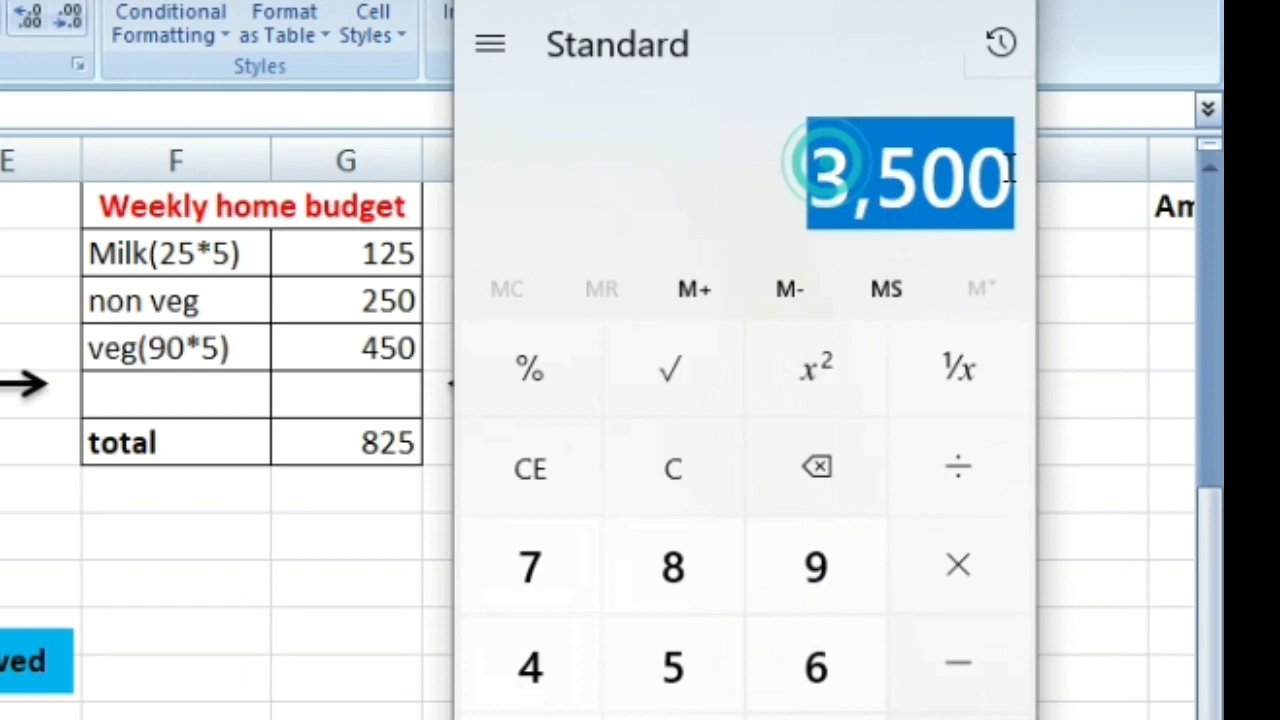 Conditional Formatting
Format as Table
Cell Styles
Styles
E F G
Weekly home budget
Milk(25*5) 125
non veg 250
veg(90*5) 450
total 825
ved
Standard
3,500
MC MR M+ M- MS M˅
% √ x² ¹/x
CE C ÷
7 8 9 ×
4 5 6 −
Am
.00
.00